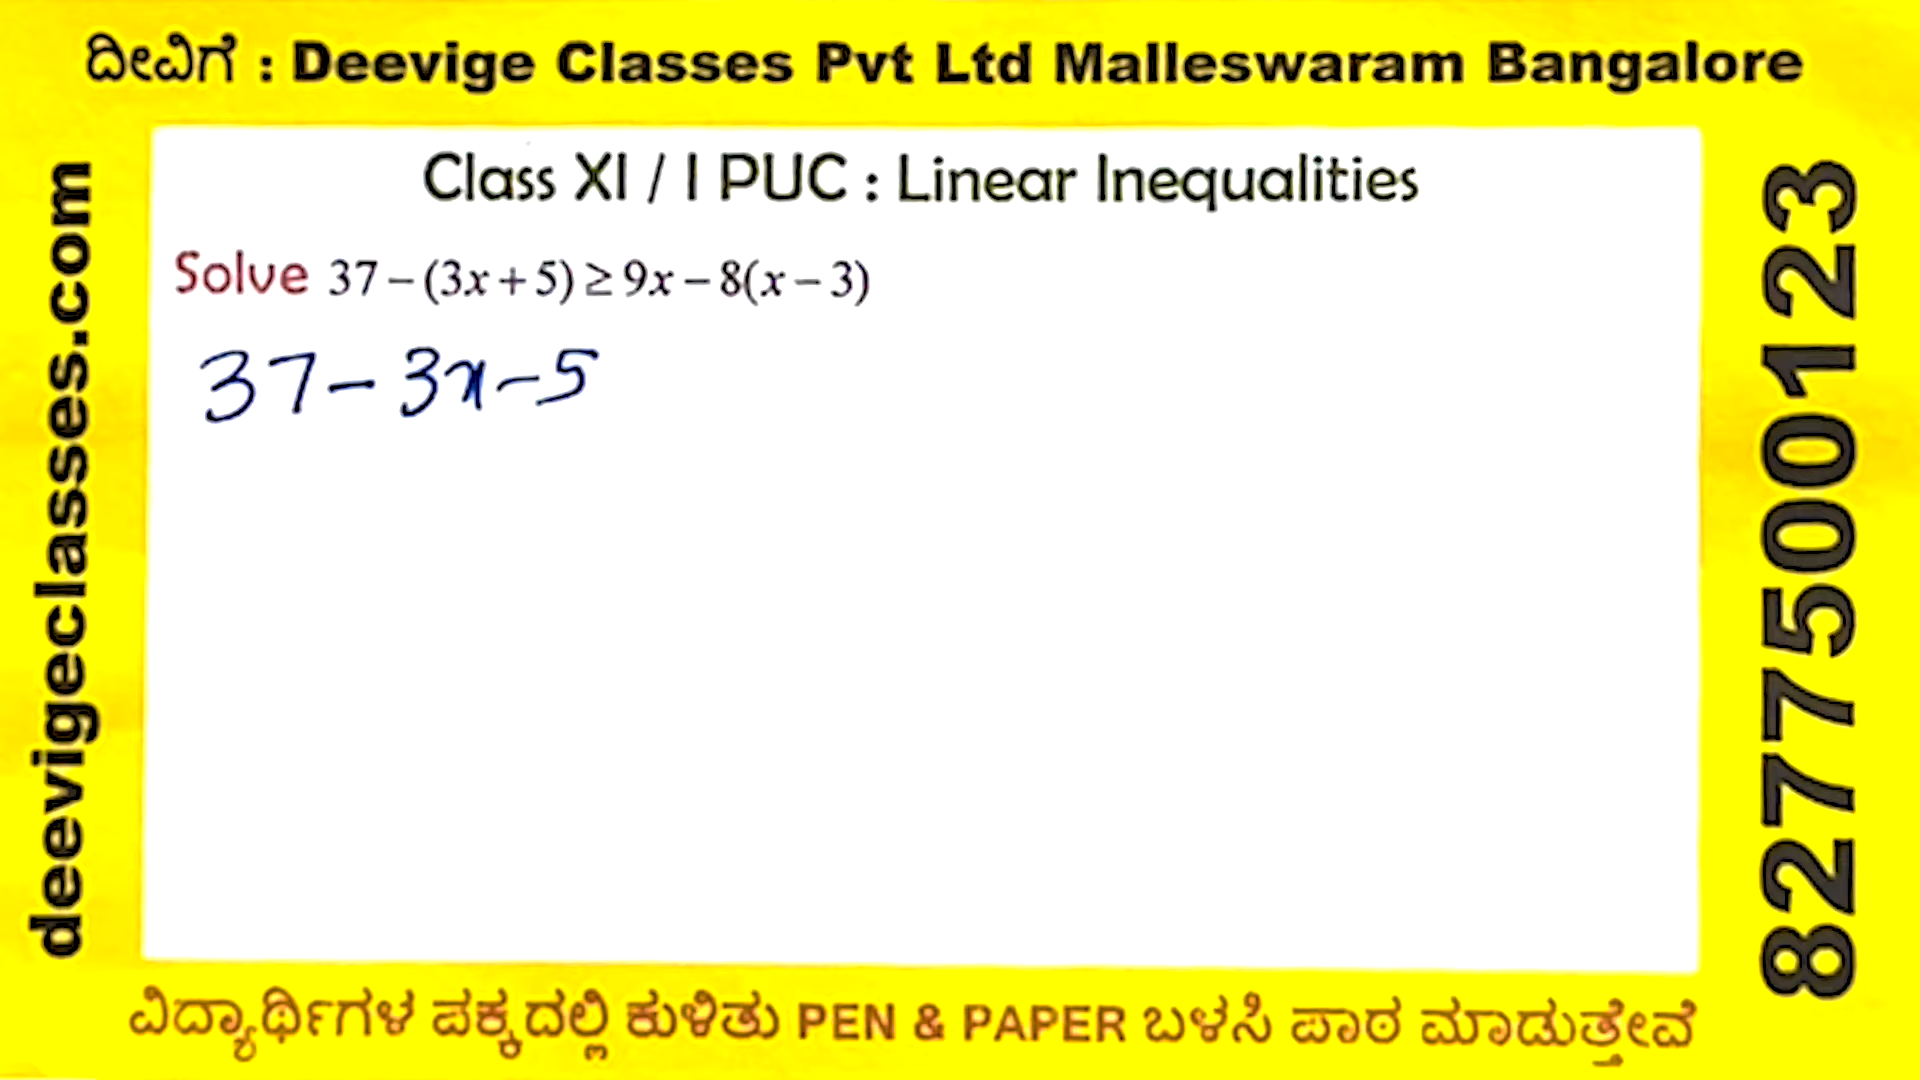 ದೀವಿಗೆ : Deevige Classes Pvt Ltd Malleswaram Bangalore
deevigeclasses.com
Class XI / I PUC : Linear Inequalities
Solve 37 – (3x + 5) ≥ 9x – 8(x – 3)
37 – 3x – 5
8277500123
ವಿದ್ಯಾರ್ಥಿಗಳ ಪಕ್ಕದಲ್ಲಿ ಕುಳಿತು PEN & PAPER ಬಳಸಿ ಪಾಠ ಮಾಡುತ್ತೇವೆ